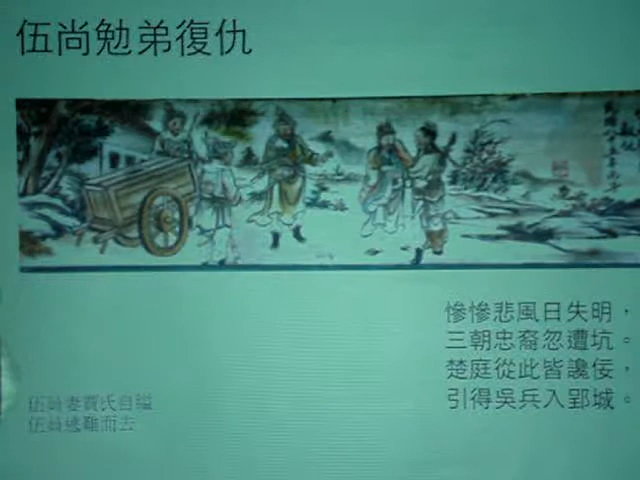 伍尚勉弟復仇
慘慘悲風日失明，
三朝忠裔忽遭坑。
楚庭從此皆讒佞，
引得吳兵入郢城。
伍員妻賈氏自縊
伍員逃難而去